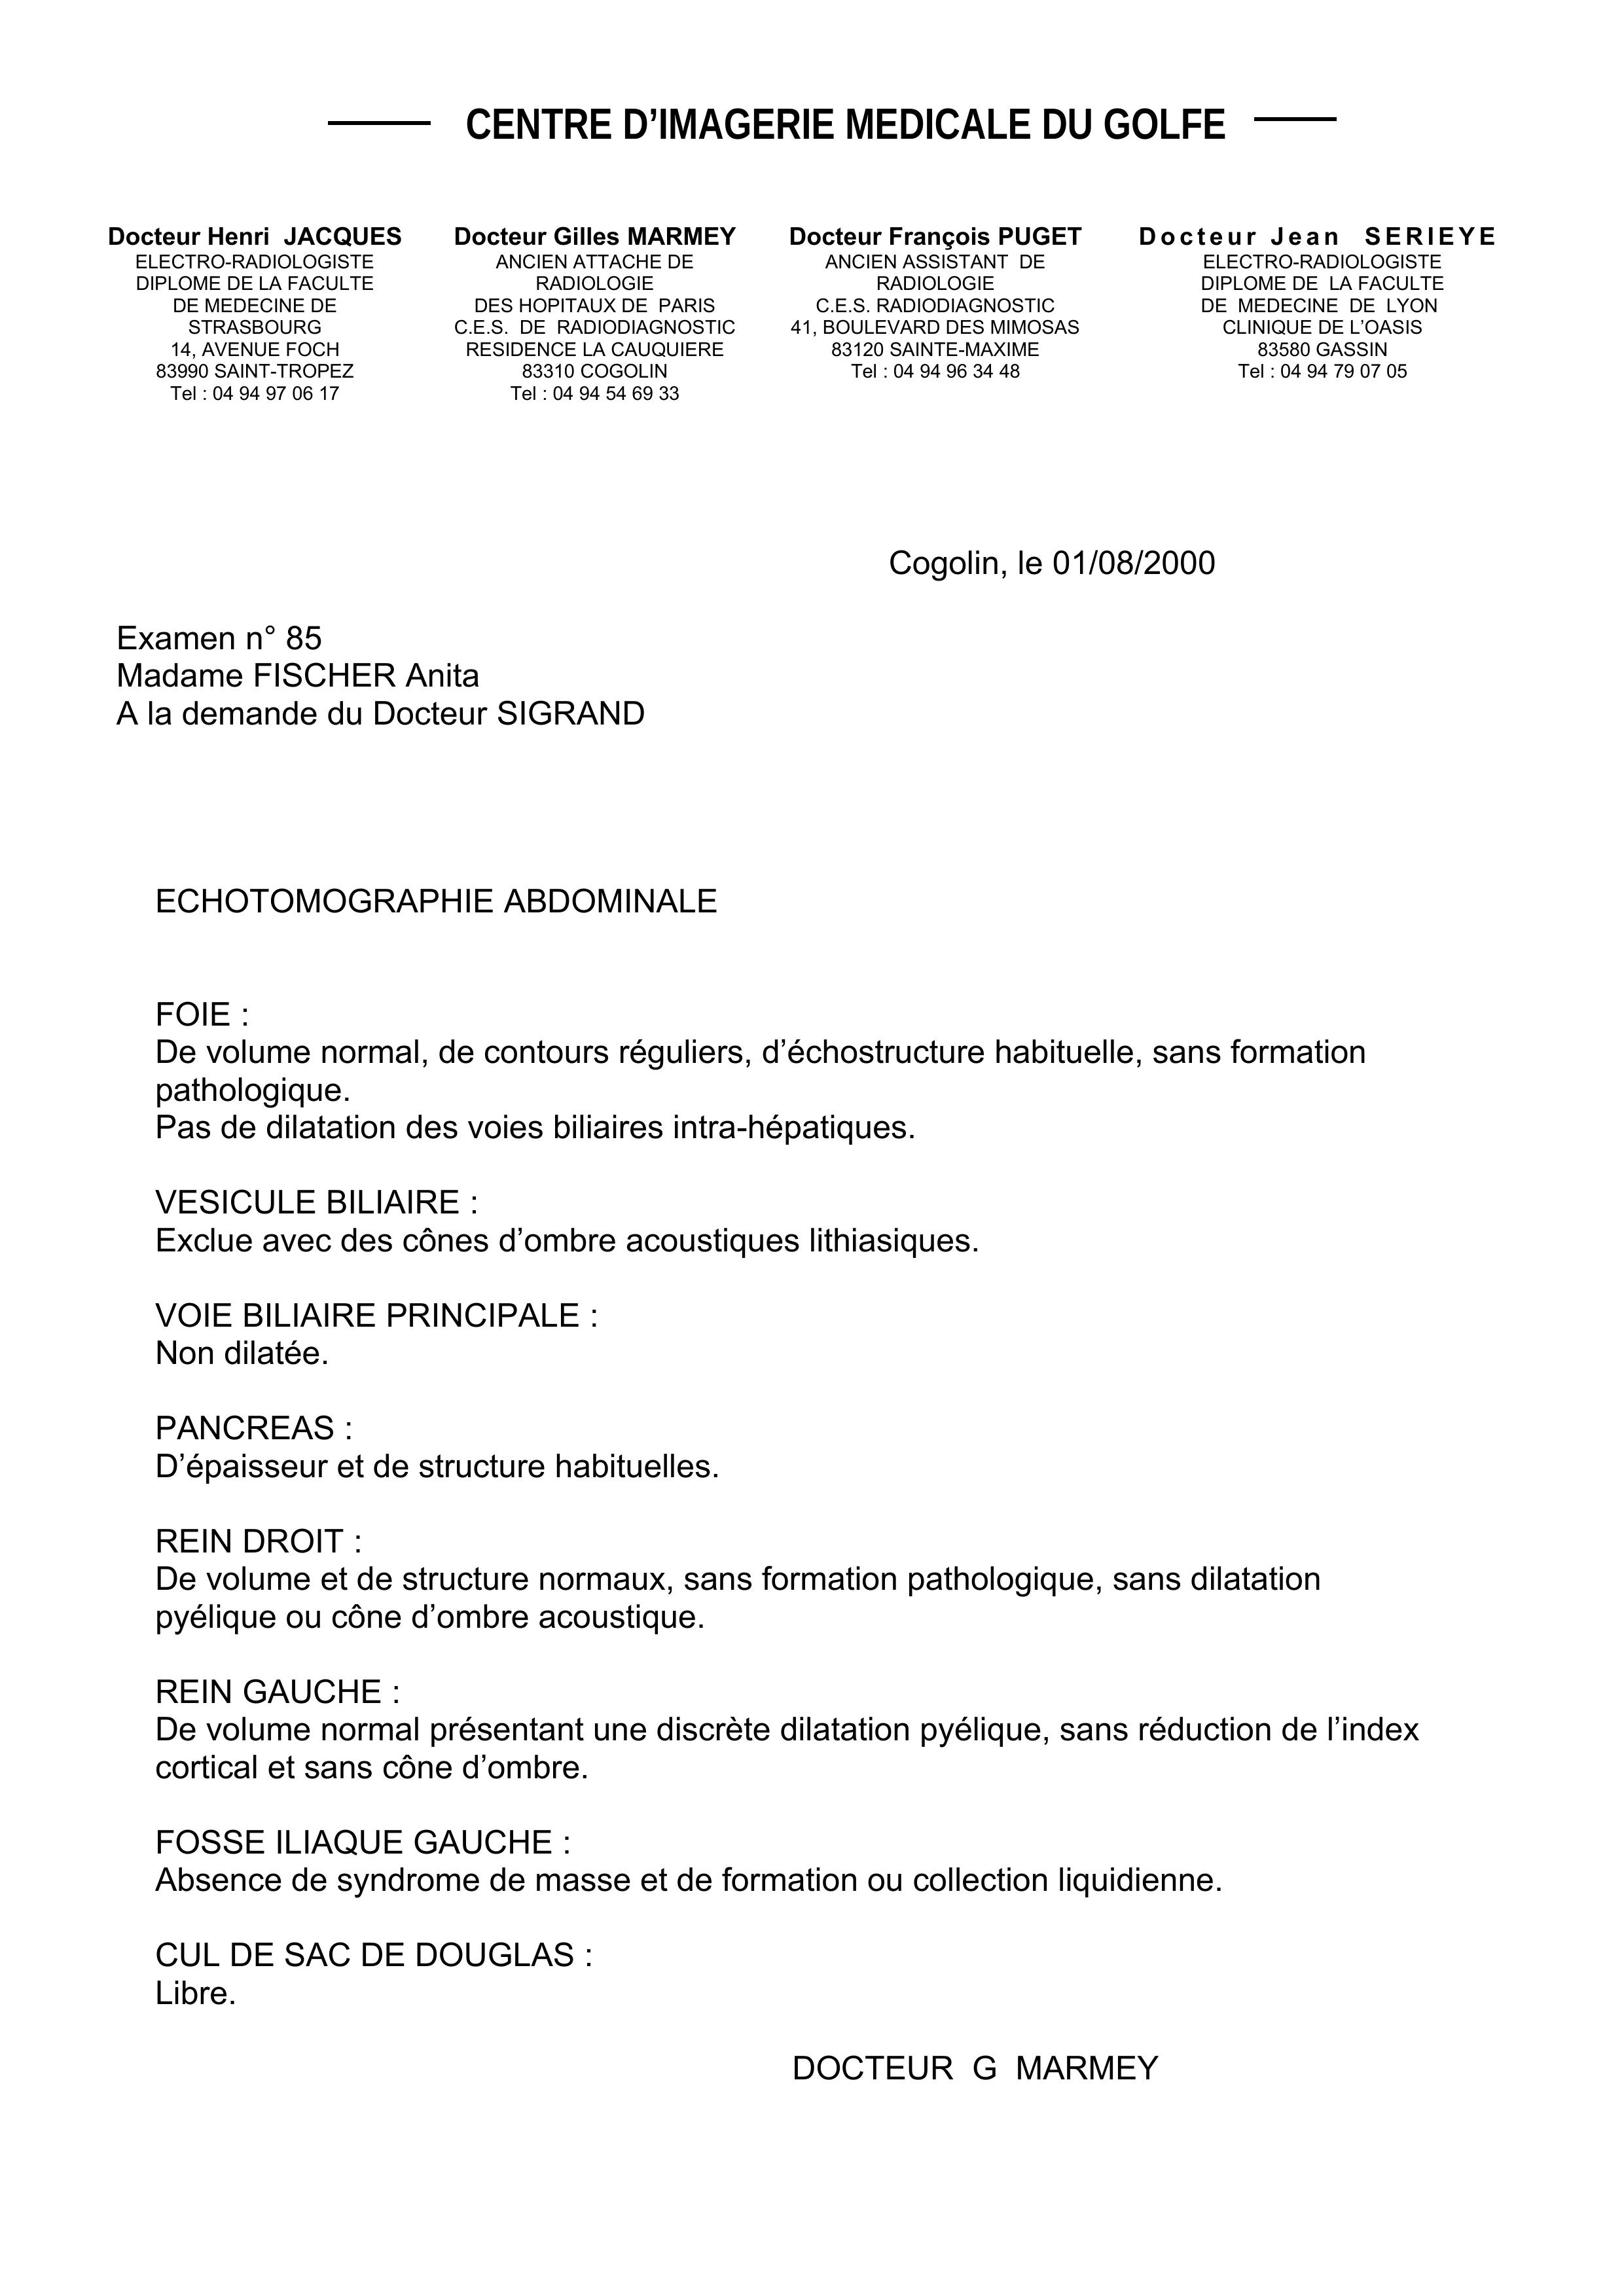 CENTRE D’IMAGERIE MEDICALE DU GOLFE
Docteur Henri JACQUES
ELECTRO-RADIOLOGISTE
DIPLOME DE LA FACULTE
DE MEDECINE DE
STRASBOURG
14, AVENUE FOCH
83990 SAINT-TROPEZ
Tel : 04 94 97 06 17
Docteur Gilles MARMEY
ANCIEN ATTACHE DE
RADIOLOGIE
DES HOPITAUX DE PARIS
C.E.S. DE RADIODIAGNOSTIC
RESIDENCE LA CAUQUIERE
83310 COGOLIN
Tel : 04 94 54 69 33
Docteur François PUGET
ANCIEN ASSISTANT DE
RADIOLOGIE
C.E.S. RADIODIAGNOSTIC
41, BOULEVARD DES MIMOSAS
83120 SAINTE-MAXIME
Tel : 04 94 96 34 48
Docteur Jean SERIEYE
ELECTRO-RADIOLOGISTE
DIPLOME DE LA FACULTE
DE MEDECINE DE LYON
CLINIQUE DE L’OASIS
83580 GASSIN
Tel : 04 94 79 07 05
Cogolin, le 01/08/2000
Examen n° 85
Madame FISCHER Anita
A la demande du Docteur SIGRAND
ECHOTOMOGRAPHIE ABDOMINALE
FOIE :
De volume normal, de contours réguliers, d’échostructure habituelle, sans formation
pathologique.
Pas de dilatation des voies biliaires intra-hépatiques.
VESICULE BILIAIRE :
Exclue avec des cônes d’ombre acoustiques lithiasiques.
VOIE BILIAIRE PRINCIPALE :
Non dilatée.
PANCREAS :
D’épaisseur et de structure habituelles.
REIN DROIT :
De volume et de structure normaux, sans formation pathologique, sans dilatation
pyélique ou cône d’ombre acoustique.
REIN GAUCHE :
De volume normal présentant une discrète dilatation pyélique, sans réduction de l’index
cortical et sans cône d’ombre.
FOSSE ILIAQUE GAUCHE :
Absence de syndrome de masse et de formation ou collection liquidienne.
CUL DE SAC DE DOUGLAS :
Libre.
DOCTEUR G MARMEY